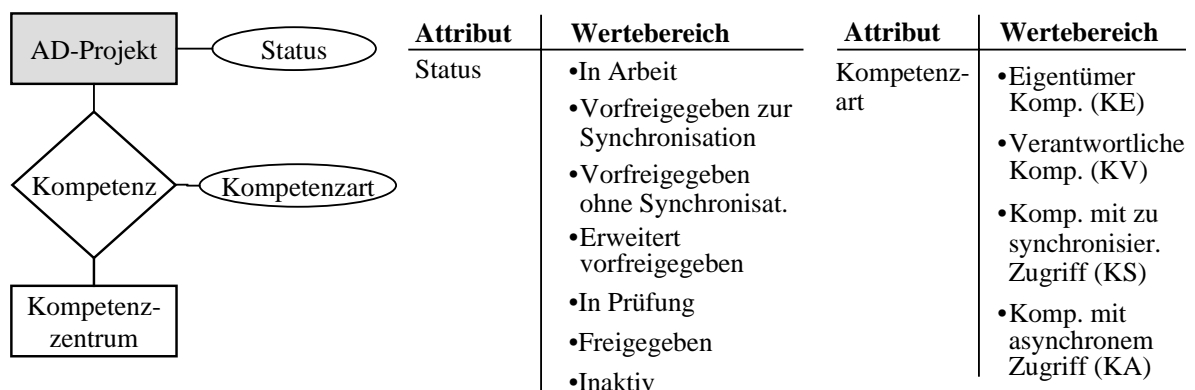 AD-Projekt
Status
Kompetenz
Kompetenzart
Kompetenz-
zentrum
Attribut Wertebereich
Status
•In Arbeit
•Vorfreigegeben zur
Synchronisation
•Vorfreigegeben
ohne Synchronisat.
•Erweitert
vorfreigegeben
•In Prüfung
•Freigegeben
•Inaktiv
Attribut Wertebereich
Kompetenz-
art
•Eigentümer
Komp. (KE)
•Verantwortliche
Komp. (KV)
•Komp. mit zu
synchronisier.
Zugriff (KS)
•Komp. mit
asynchronem
Zugriff (KA)